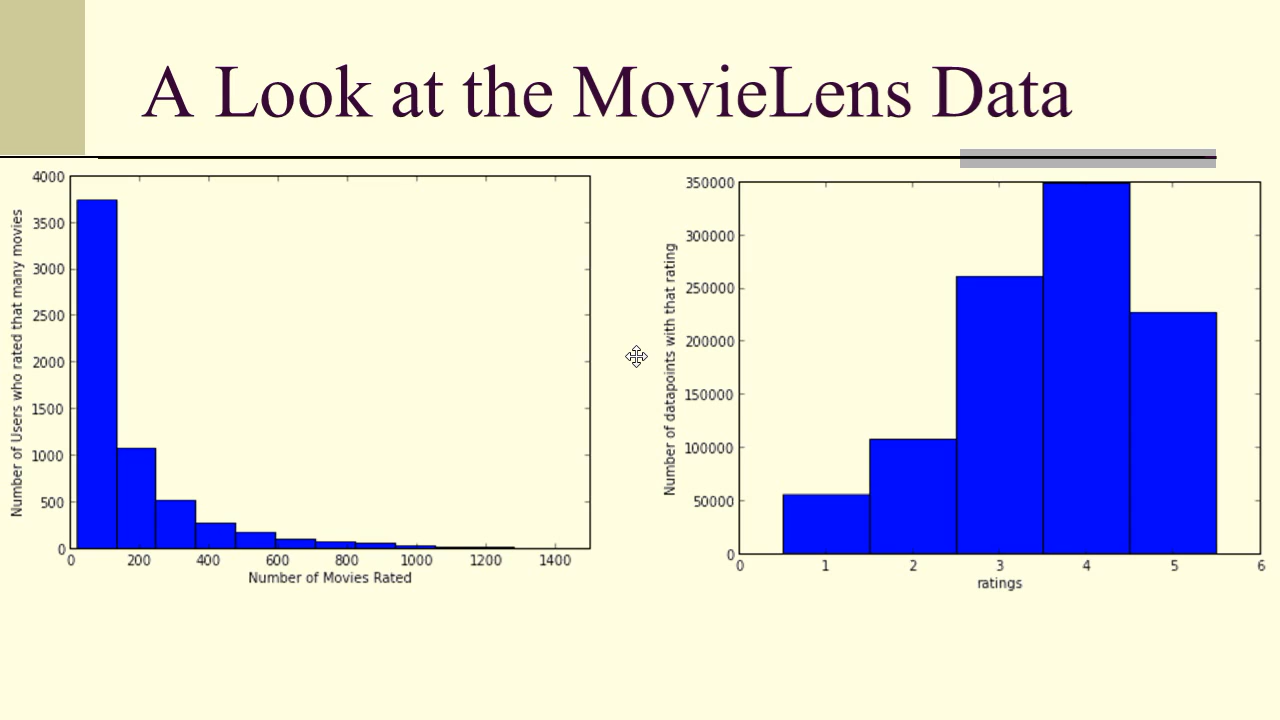 A Look at the MovieLens Data
Number of Users who rated that many movies
4000
3500
3000
2500
2000
1500
1000
500
0
0 200 400 600 800 1000 1200 1400
Number of Movies Rated
Number of datapoints with that rating
350000
300000
250000
200000
150000
100000
50000
0
0 1 2 3 4 5 6
ratings